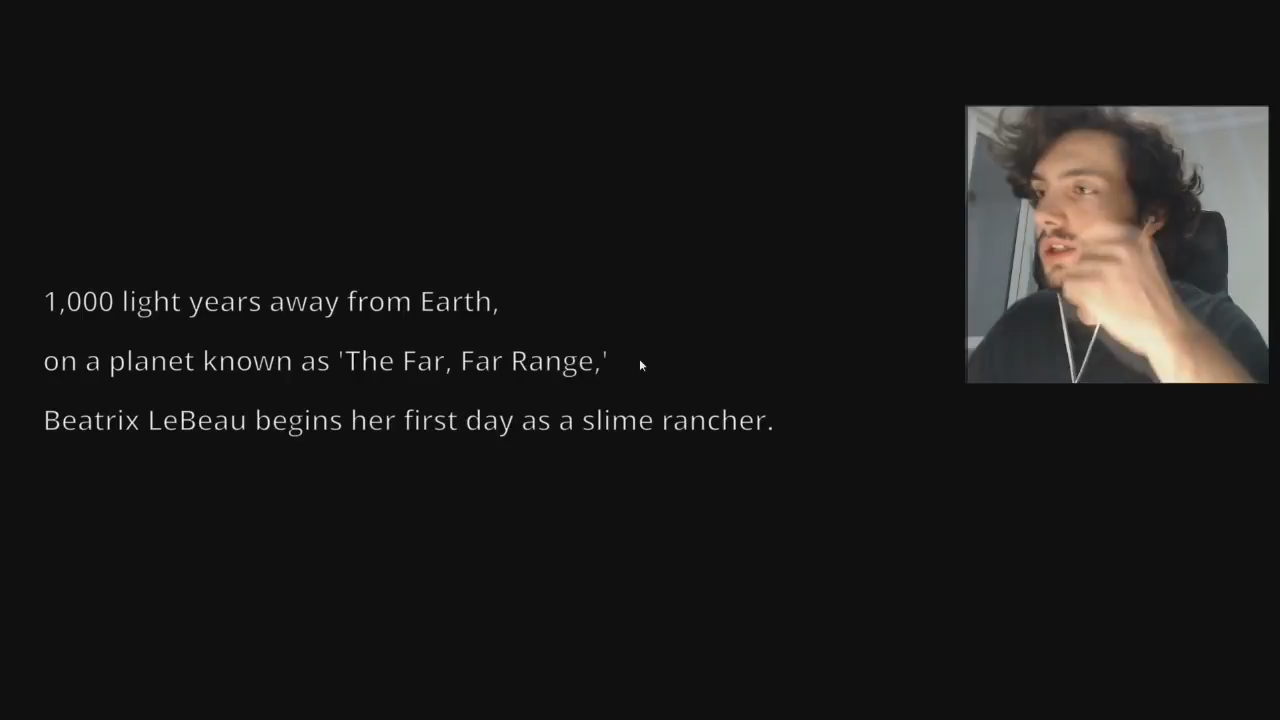 1,000 light years away from Earth,
on a planet known as 'The Far, Far Range,'
Beatrix LeBeau begins her first day as a slime rancher.